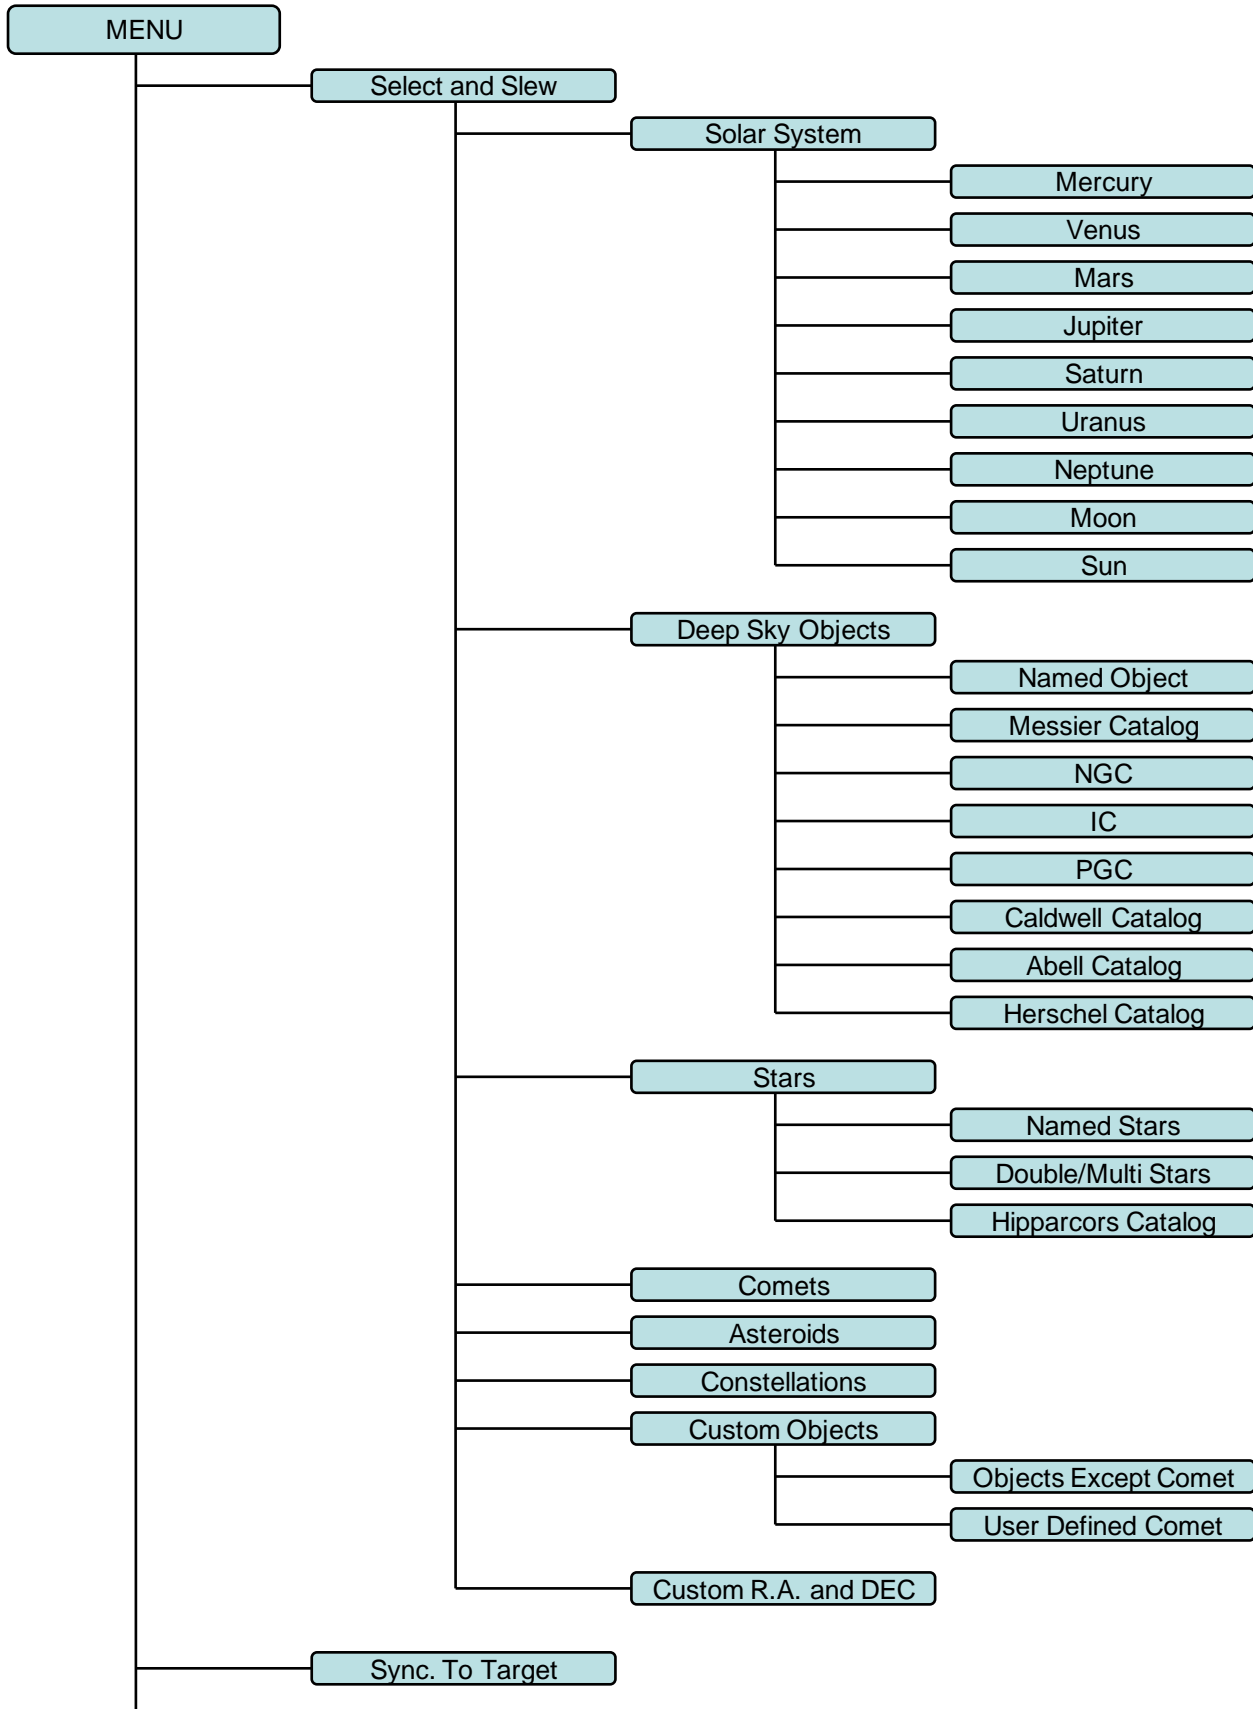 MENU
Select and Slew
Solar System
Mercury
Venus
Mars
Jupiter
Saturn
Uranus
Neptune
Moon
Sun
Deep Sky Objects
Named Object
Messier Catalog
NGC
IC
PGC
Caldwell Catalog
Abell Catalog
Herschel Catalog
Stars
Named Stars
Double/Multi Stars
Hipparcors Catalog
Comets
Asteroids
Constellations
Custom Objects
Objects Except Comet
User Defined Comet
Custom R.A. and DEC
Sync. To Target